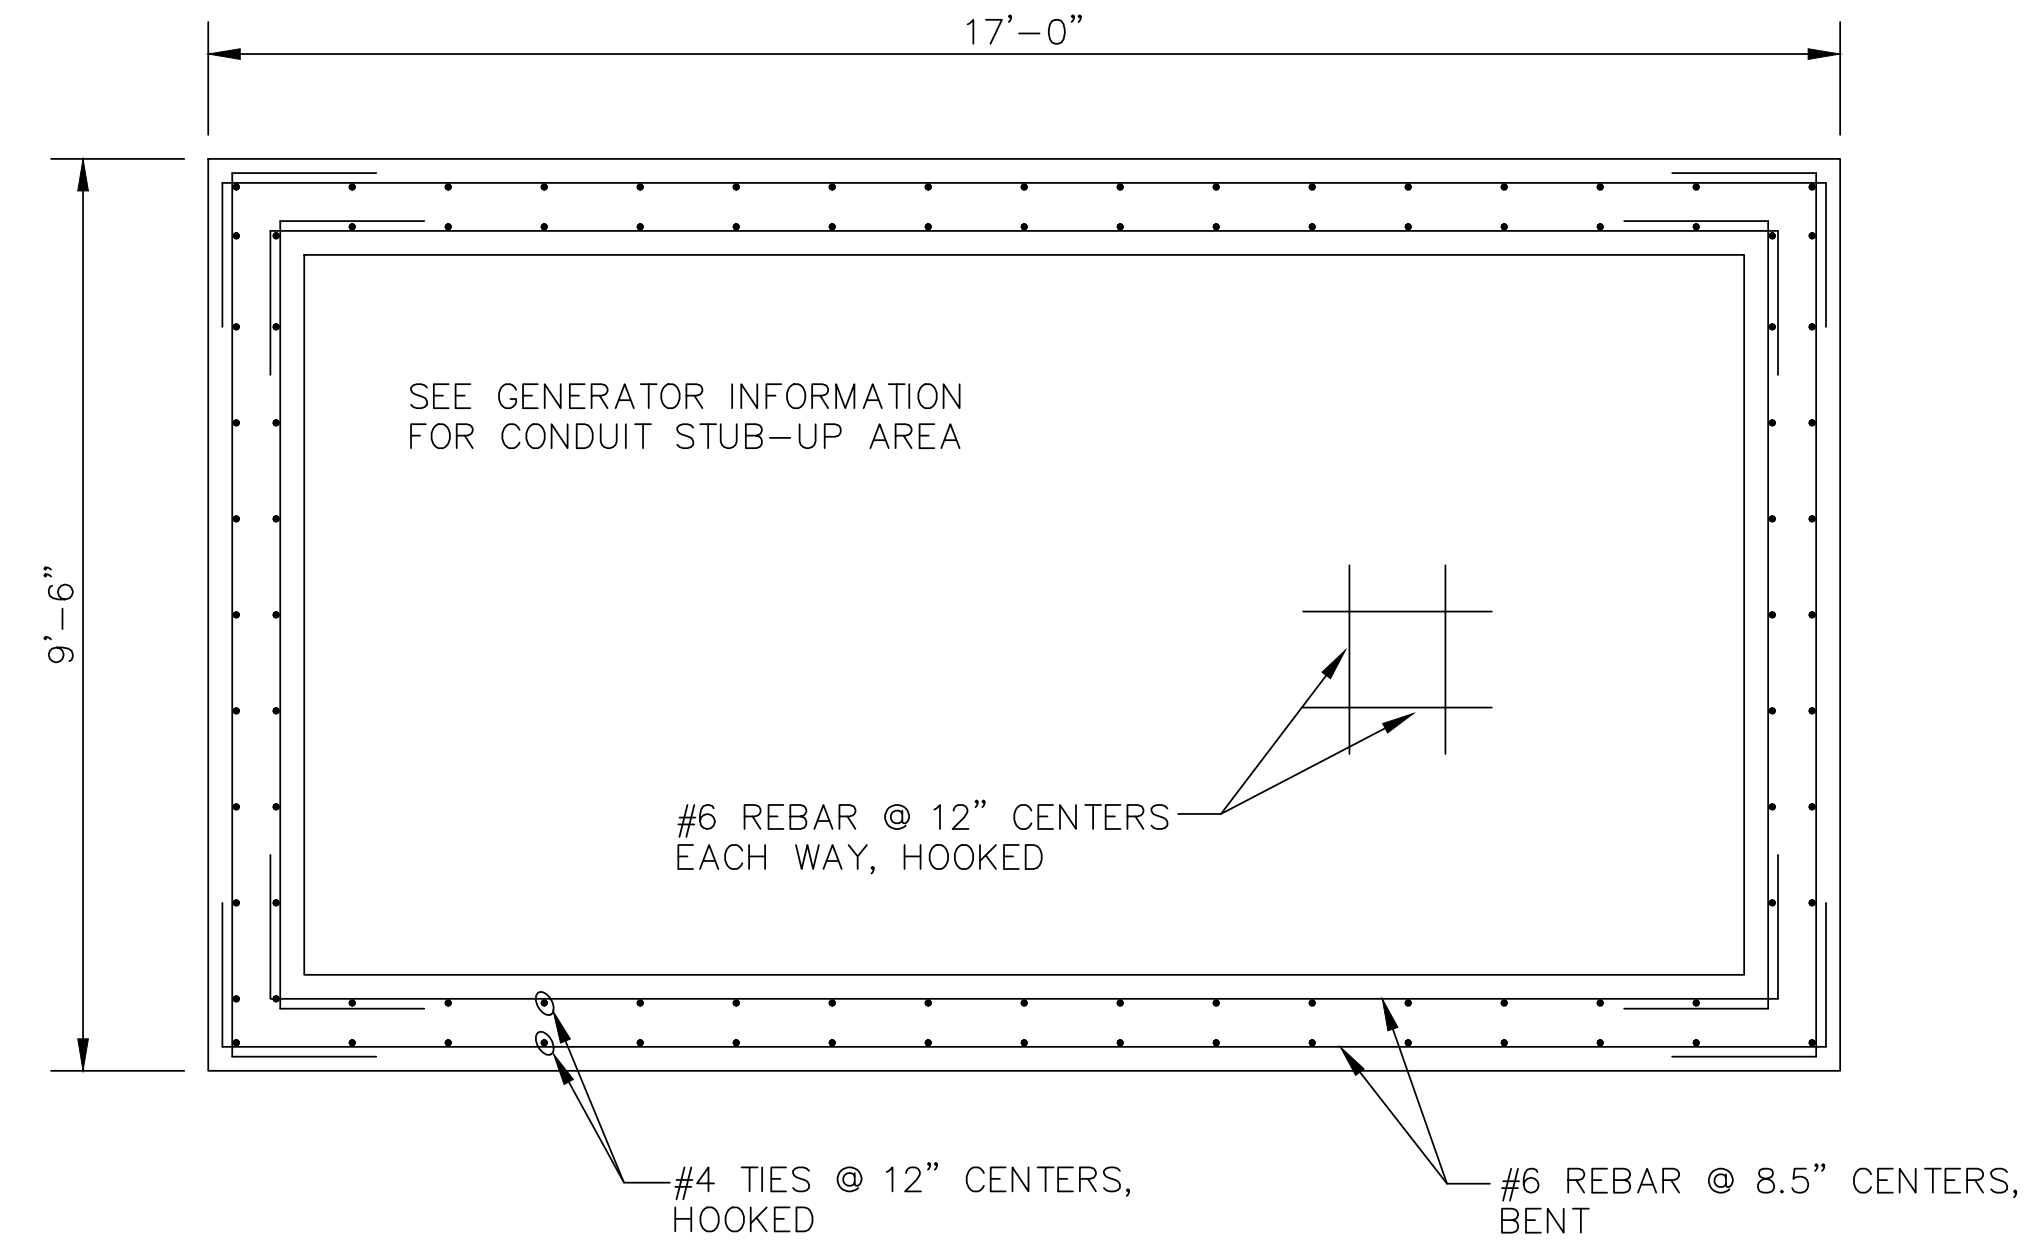 17'-0"
9'-6"
SEE GENERATOR INFORMATION
FOR CONDUIT STUB-UP AREA
#6 REBAR @ 12" CENTERS
EACH WAY, HOOKED
#4 TIES @ 12" CENTERS,
HOOKED
#6 REBAR @ 8.5" CENTERS,
BENT